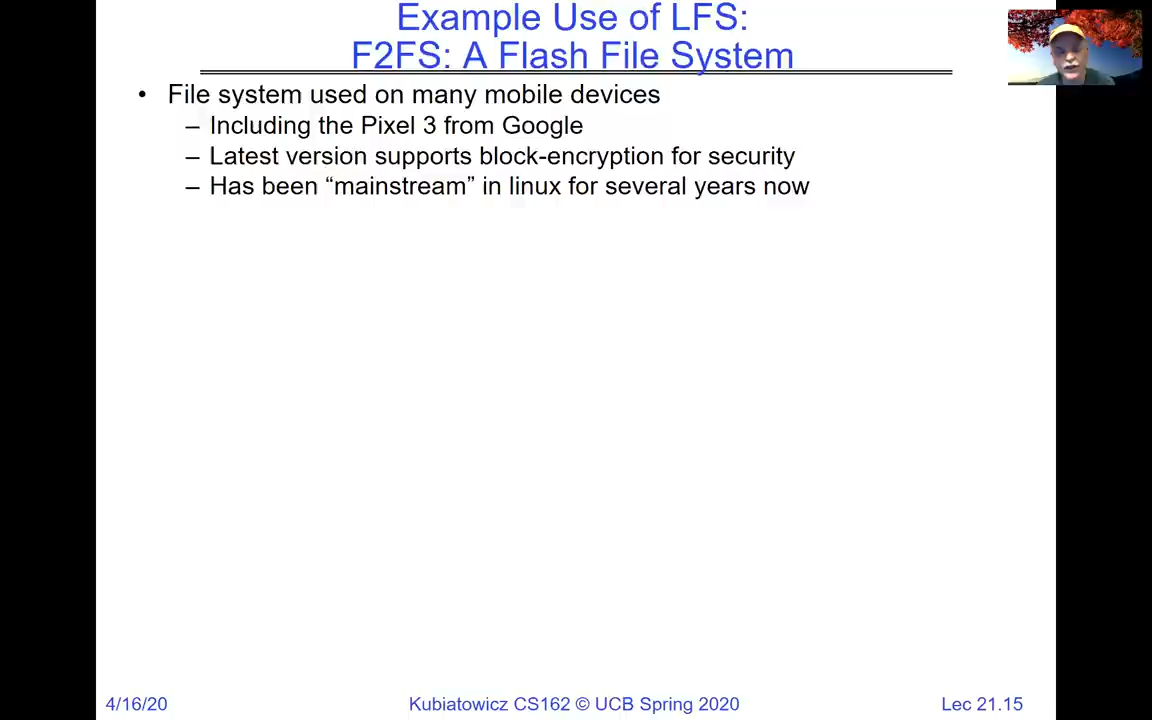 Example Use of LFS:
F2FS: A Flash File System
• File system used on many mobile devices
– Including the Pixel 3 from Google
– Latest version supports block-encryption for security
– Has been “mainstream” in linux for several years now
4/16/20
Kubiatowicz CS162 © UCB Spring 2020
Lec 21.15